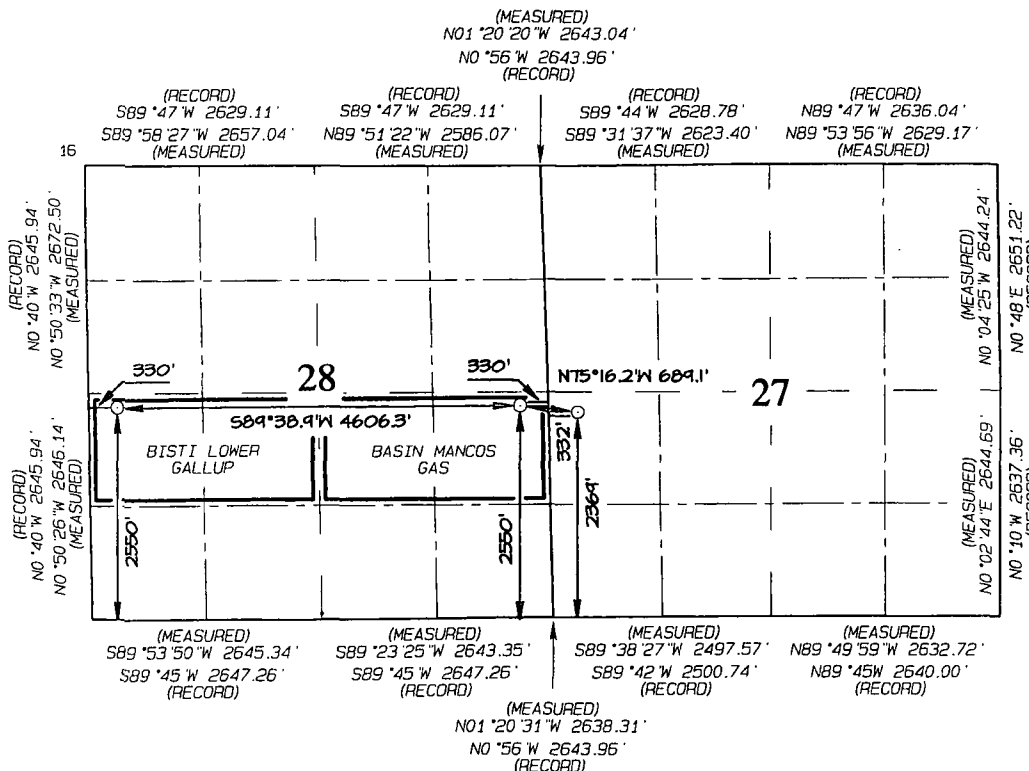 (MEASURED)
N01°20'20"W 2643.04'
N0°56'W 2643.96'
(RECORD)
(RECORD)
S89°47'W 2629.11'
S89°58'27"W 2657.04'
(MEASURED)
(RECORD)
S89°47'W 2629.11'
N89°51'22"W 2586.07'
(MEASURED)
(RECORD)
S89°44'W 2628.78'
S89°31'37"W 2623.40'
(MEASURED)
(RECORD)
N89°47'W 2636.04'
N89°53'56"W 2629.17'
(MEASURED)
16
(RECORD)
N0°40'W 2645.94'
N0°50'33"W 2672.50'
(MEASURED)
(MEASURED)
N0°04'25"W 2644.24'
N0°48'E 2651.22'
330'
28
330'
N75°16.2'W 689.1'
27
S89°38.9'W 4606.3'
BISTI LOWER
GALLUP
BASIN MANCOS
GAS
332'
2550'
2550'
2369'
(RECORD)
N0°40'W 2645.94'
N0°50'26"W 2646.14'
(MEASURED)
(MEASURED)
N0°02'44"E 2644.69'
N0°10'W 2637.36'
(MEASURED)
S89°53'50"W 2645.34'
S89°45'W 2647.26'
(RECORD)
(MEASURED)
S89°23'25"W 2643.35'
S89°45'W 2647.26'
(RECORD)
(MEASURED)
S89°38'27"W 2497.57'
S89°42'W 2500.74'
(RECORD)
(MEASURED)
N89°49'59"W 2632.72'
N89°45W 2640.00'
(RECORD)
(MEASURED)
N01°20'31"W 2638.31'
N0°56'W 2643.96'
(RECORD)